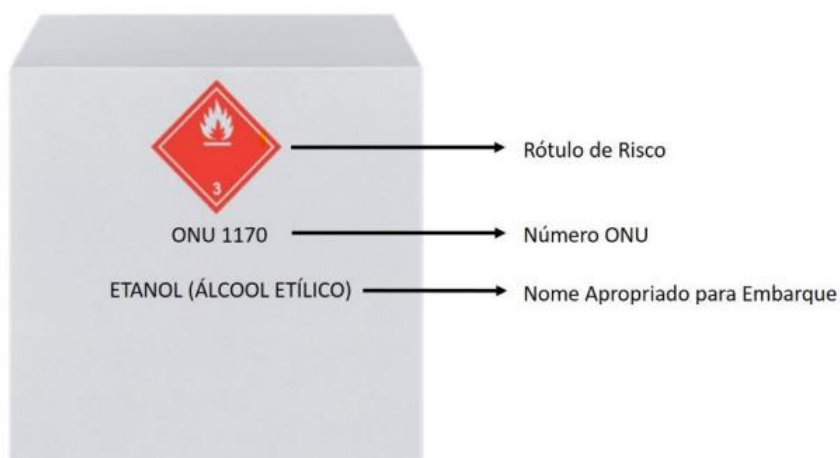 3
Rótulo de Risco
ONU 1170
Número ONU
ETANOL (ÁLCOOL ETÍLICO)
Nome Apropriado para Embarque